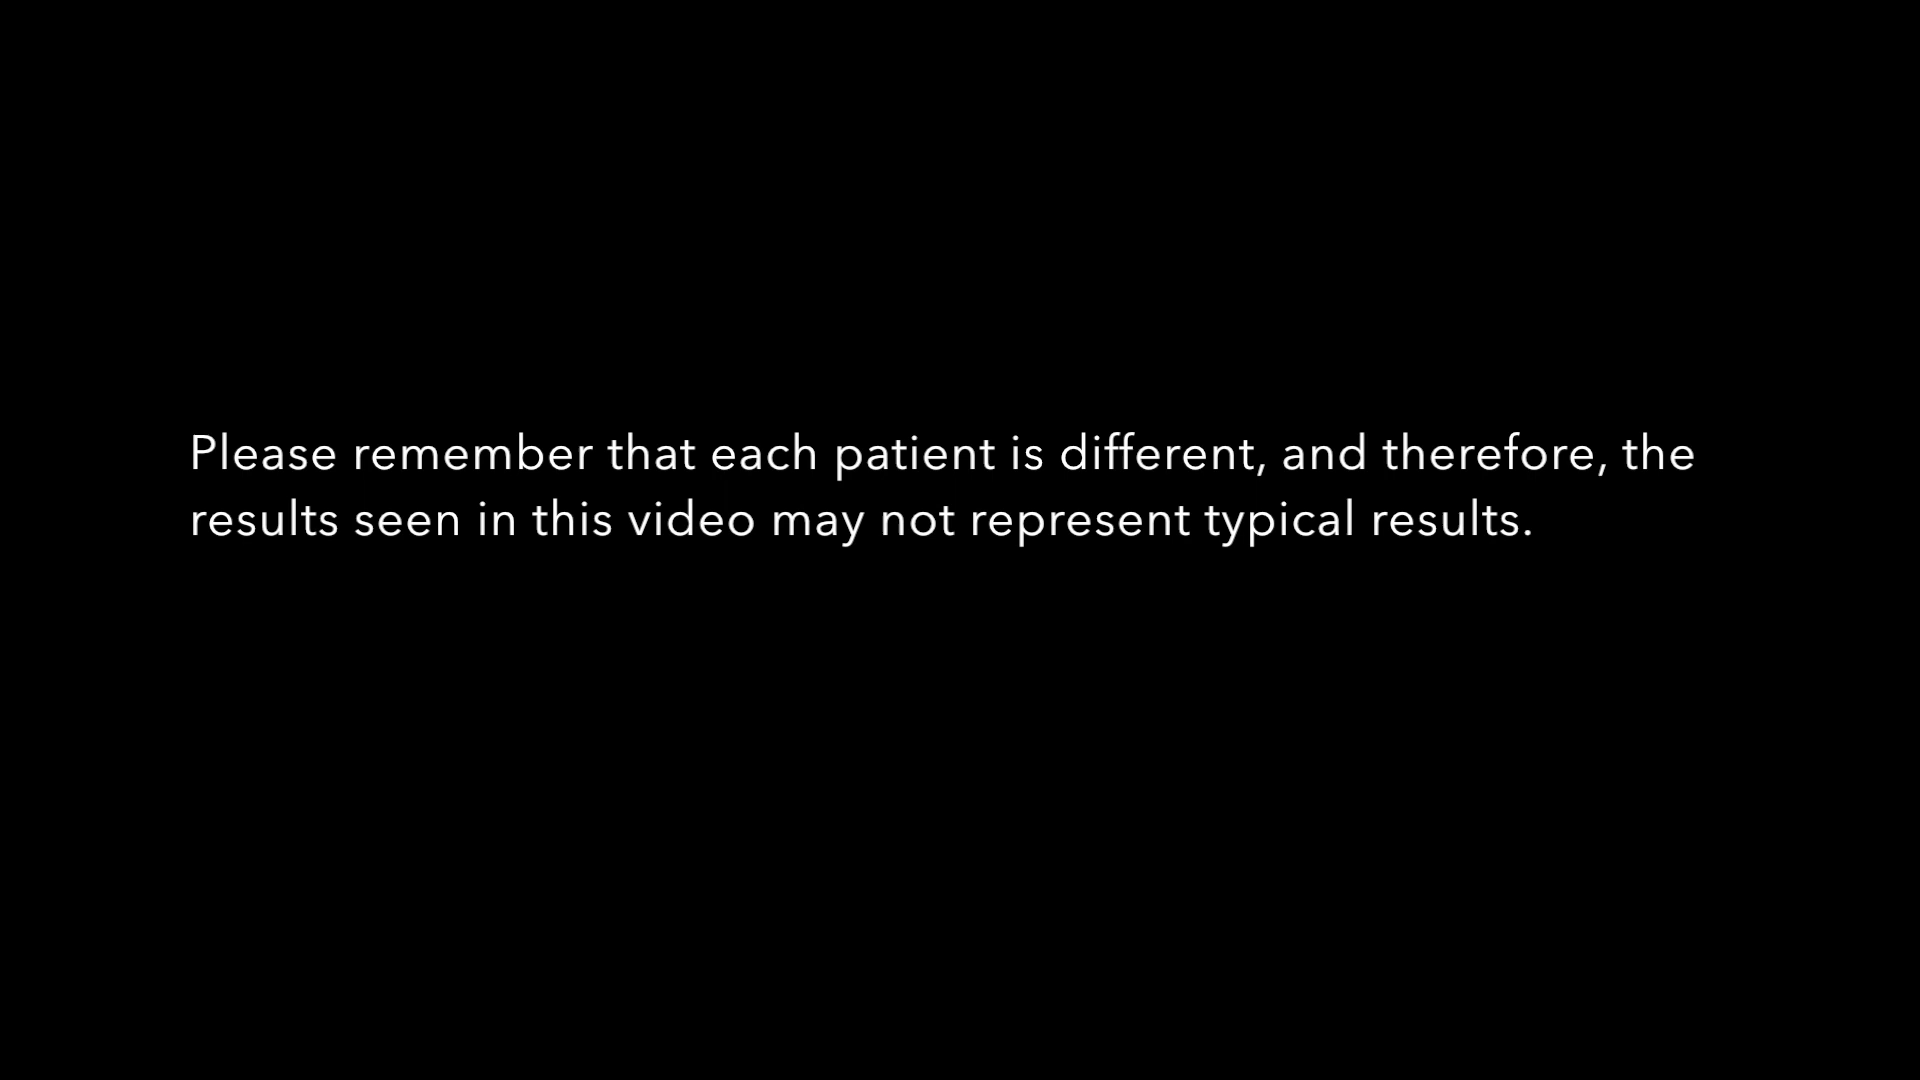 Please remember that each patient is different, and therefore, the
results seen in this video may not represent typical results.